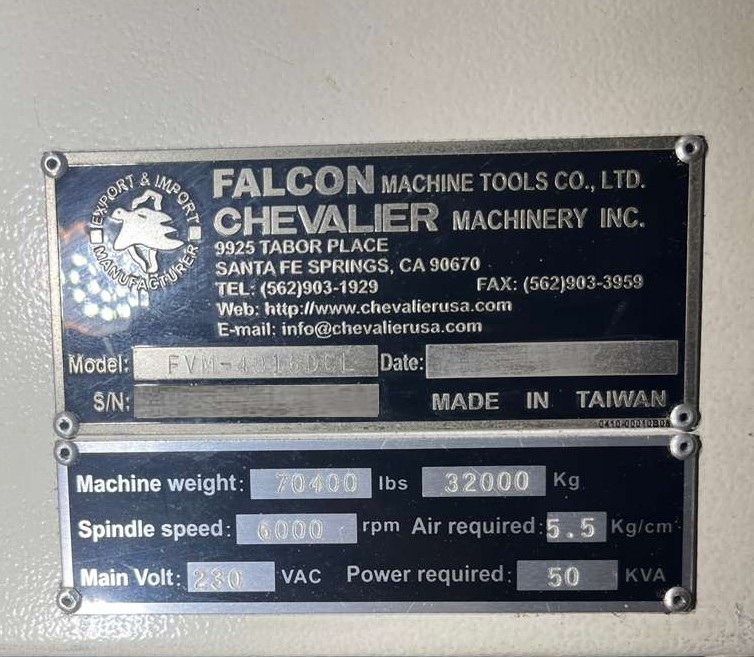 EXPORT & IMPORT
MANUFACTURER
FALCON MACHINE TOOLS CO., LTD.
CHEVALIER MACHINERY INC.
9925 TABOR PLACE
SANTA FE SPRINGS, CA 90670
TEL: (562)903-1929 FAX: (562)903-3959
Web: http://www.chevalierusa.com
E-mail: info@chevalierusa.com
Model: FVM-4016DCL Date:
S/N: MADE IN TAIWAN
Machine weight: 70400 lbs 32000 Kg
Spindle speed: 6000 rpm Air required: 5.5 Kg/cm²
Main Volt: 230 VAC Power required: 50 KVA